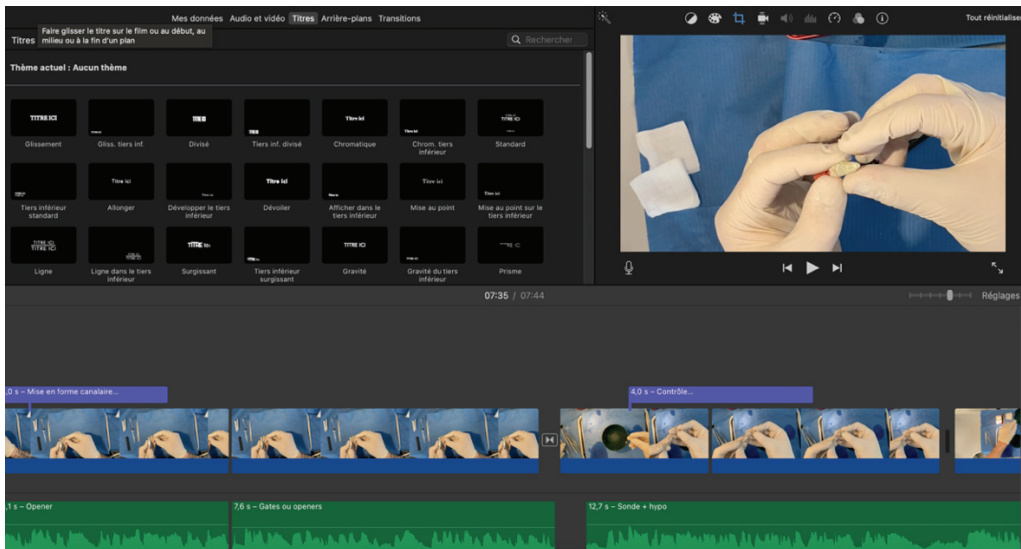 Mes données Audio et vidéo Titres Arrière-plans Transitions
Tout réinitialiser
Titres
Faire glisser le titre sur le film ou au début, au
milieu ou à la fin d'un plan
Rechercher
Thème actuel : Aucun thème
TITRE ICI
Titre ici
TITRE ICI
Glissement
Gliss. tiers inf.
Divisé
Tiers inf. divisé
Chromatique
Chrom. tiers
inférieur
Standard
Titre ici
Titre ici
Titre ici
Tiers inférieur
standard
Allonger
Développer le tiers
inférieur
Dévoiler
Afficher dans le
tiers inférieur
Mise au point
Mise au point sur le
tiers inférieur
TITRE ICI
TITRE ICI
TITRE ICI
Ligne
Ligne dans le tiers
inférieur
Surgissant
Tiers inférieur
surgissant
Gravité
Gravité du tiers
inférieur
Prisme
07:35 / 07:44
Réglages
,0 s – Mise en forme canalaire...
4,0 s – Contrôle...
,1 s – Opener
7,6 s – Gates ou openers
12,7 s – Sonde + hypo